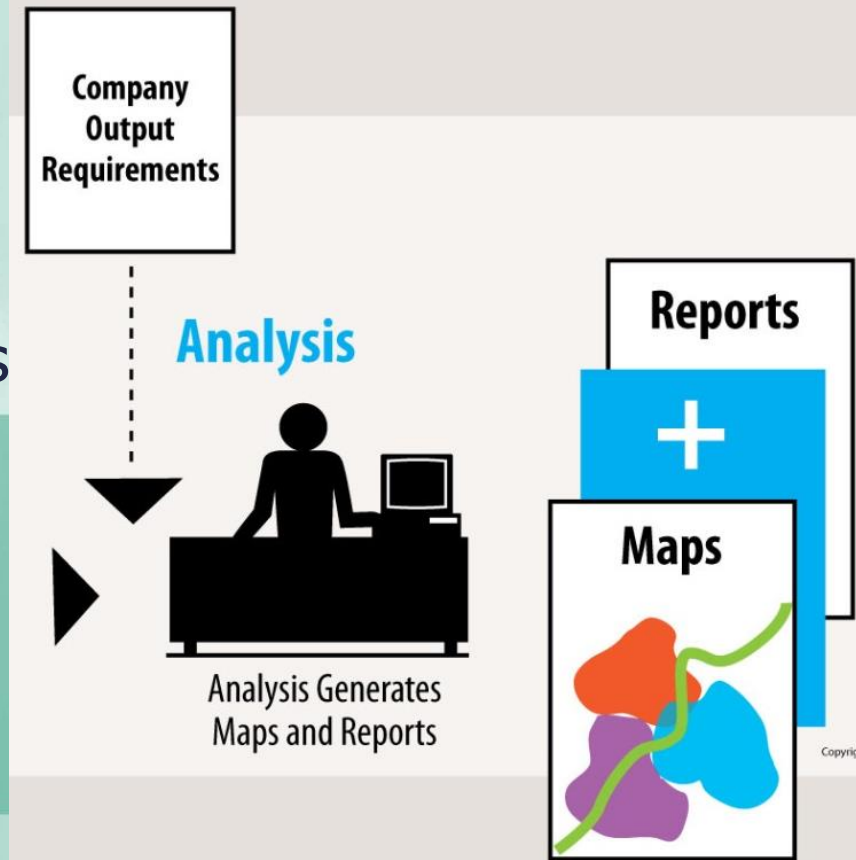 Company
Output
Requirements
Analysis
Reports
+
Maps
Analysis Generates
Maps and Reports